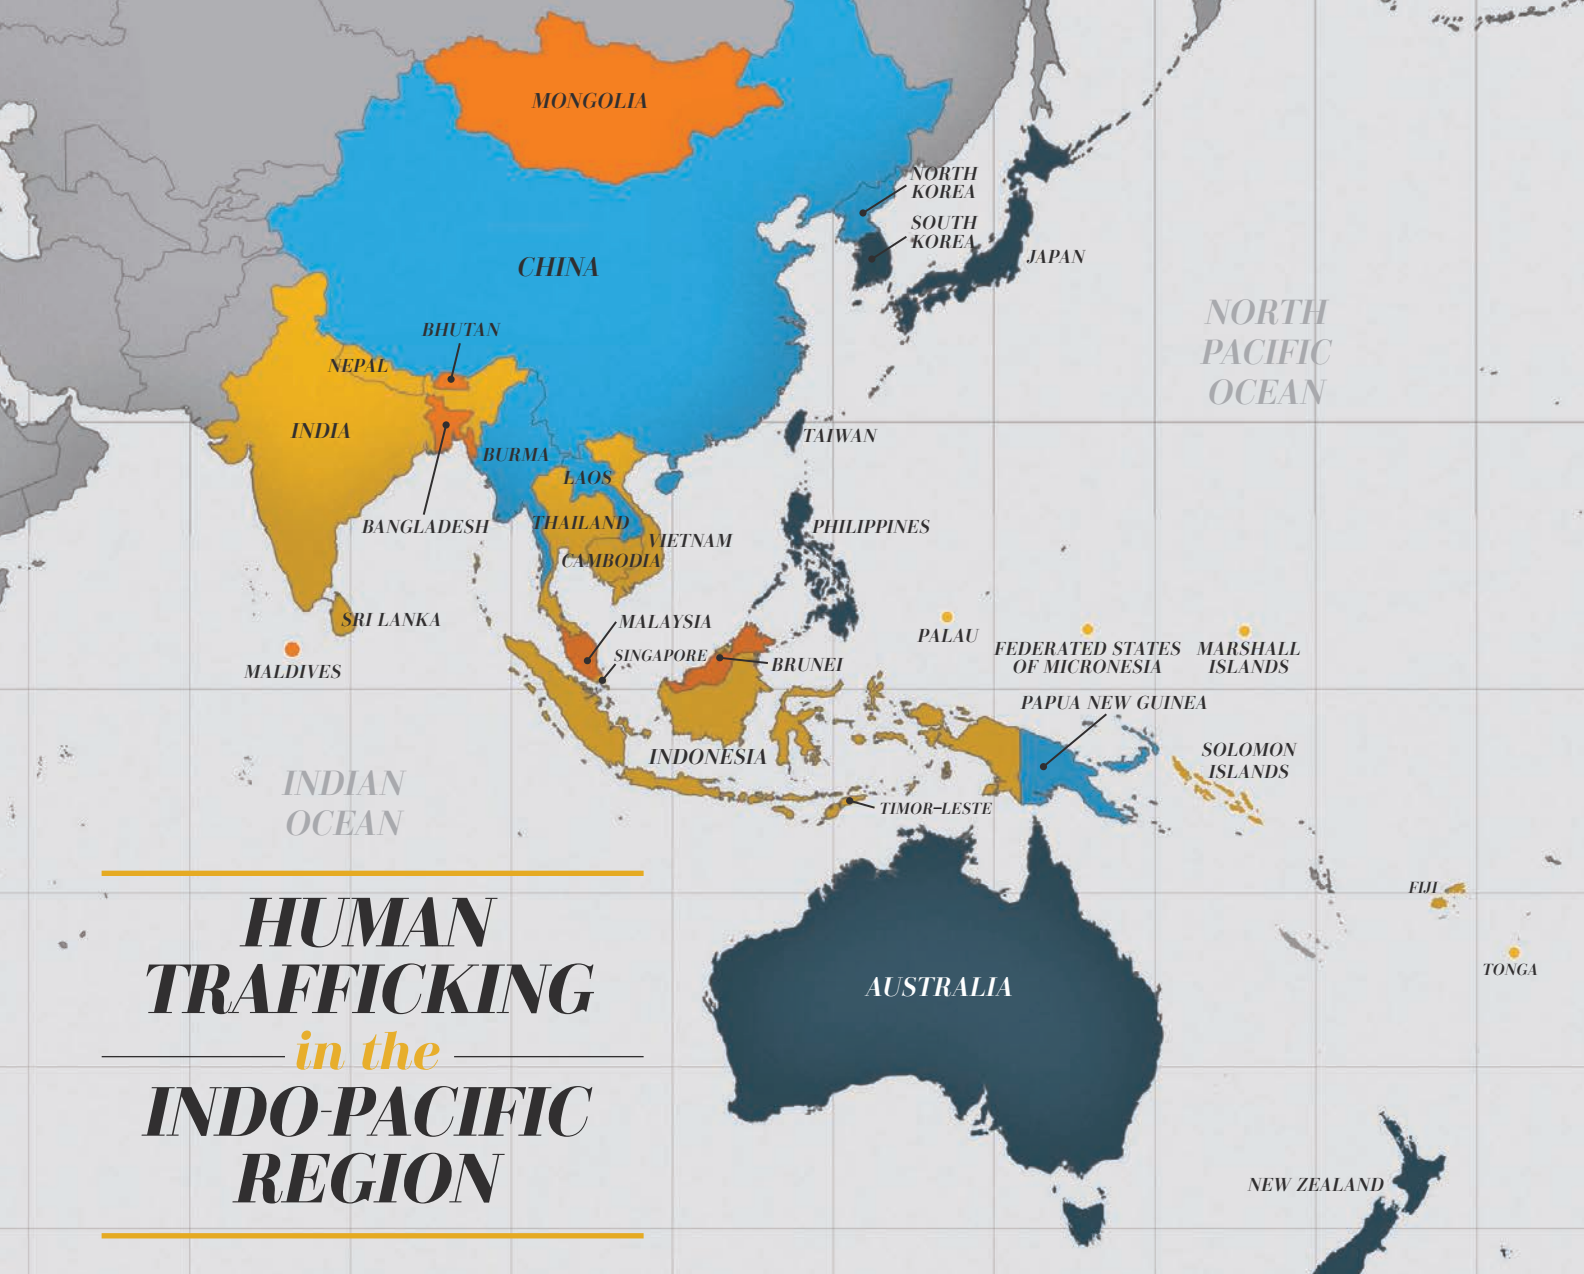 MONGOLIA
NORTH
KOREA
SOUTH
KOREA
JAPAN
CHINA
NORTH
PACIFIC
OCEAN
BHUTAN
NEPAL
INDIA
TAIWAN
BURMA
LAOS
BANGLADESH
THAILAND
PHILIPPINES
VIETNAM
CAMBODIA
SRI LANKA
MALAYSIA
PALAU
FEDERATED STATES
OF MICRONESIA
MARSHALL
ISLANDS
SINGAPORE
BRUNEI
MALDIVES
PAPUA NEW GUINEA
INDONESIA
SOLOMON
ISLANDS
INDIAN
OCEAN
TIMOR-LESTE
FIJI
TONGA
AUSTRALIA
NEW ZEALAND
HUMAN
TRAFFICKING
in the
INDO-PACIFIC
REGION